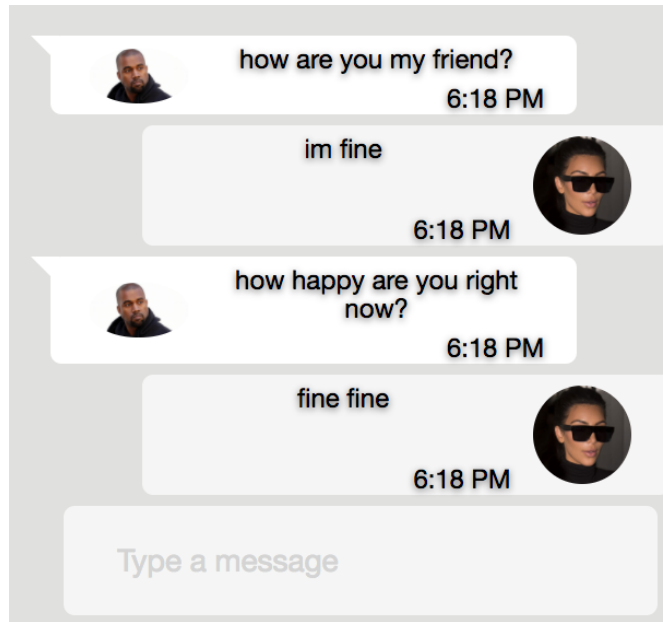 how are you my friend?
6:18 PM
im fine
6:18 PM
how happy are you right
now?
6:18 PM
fine fine
6:18 PM
Type a message